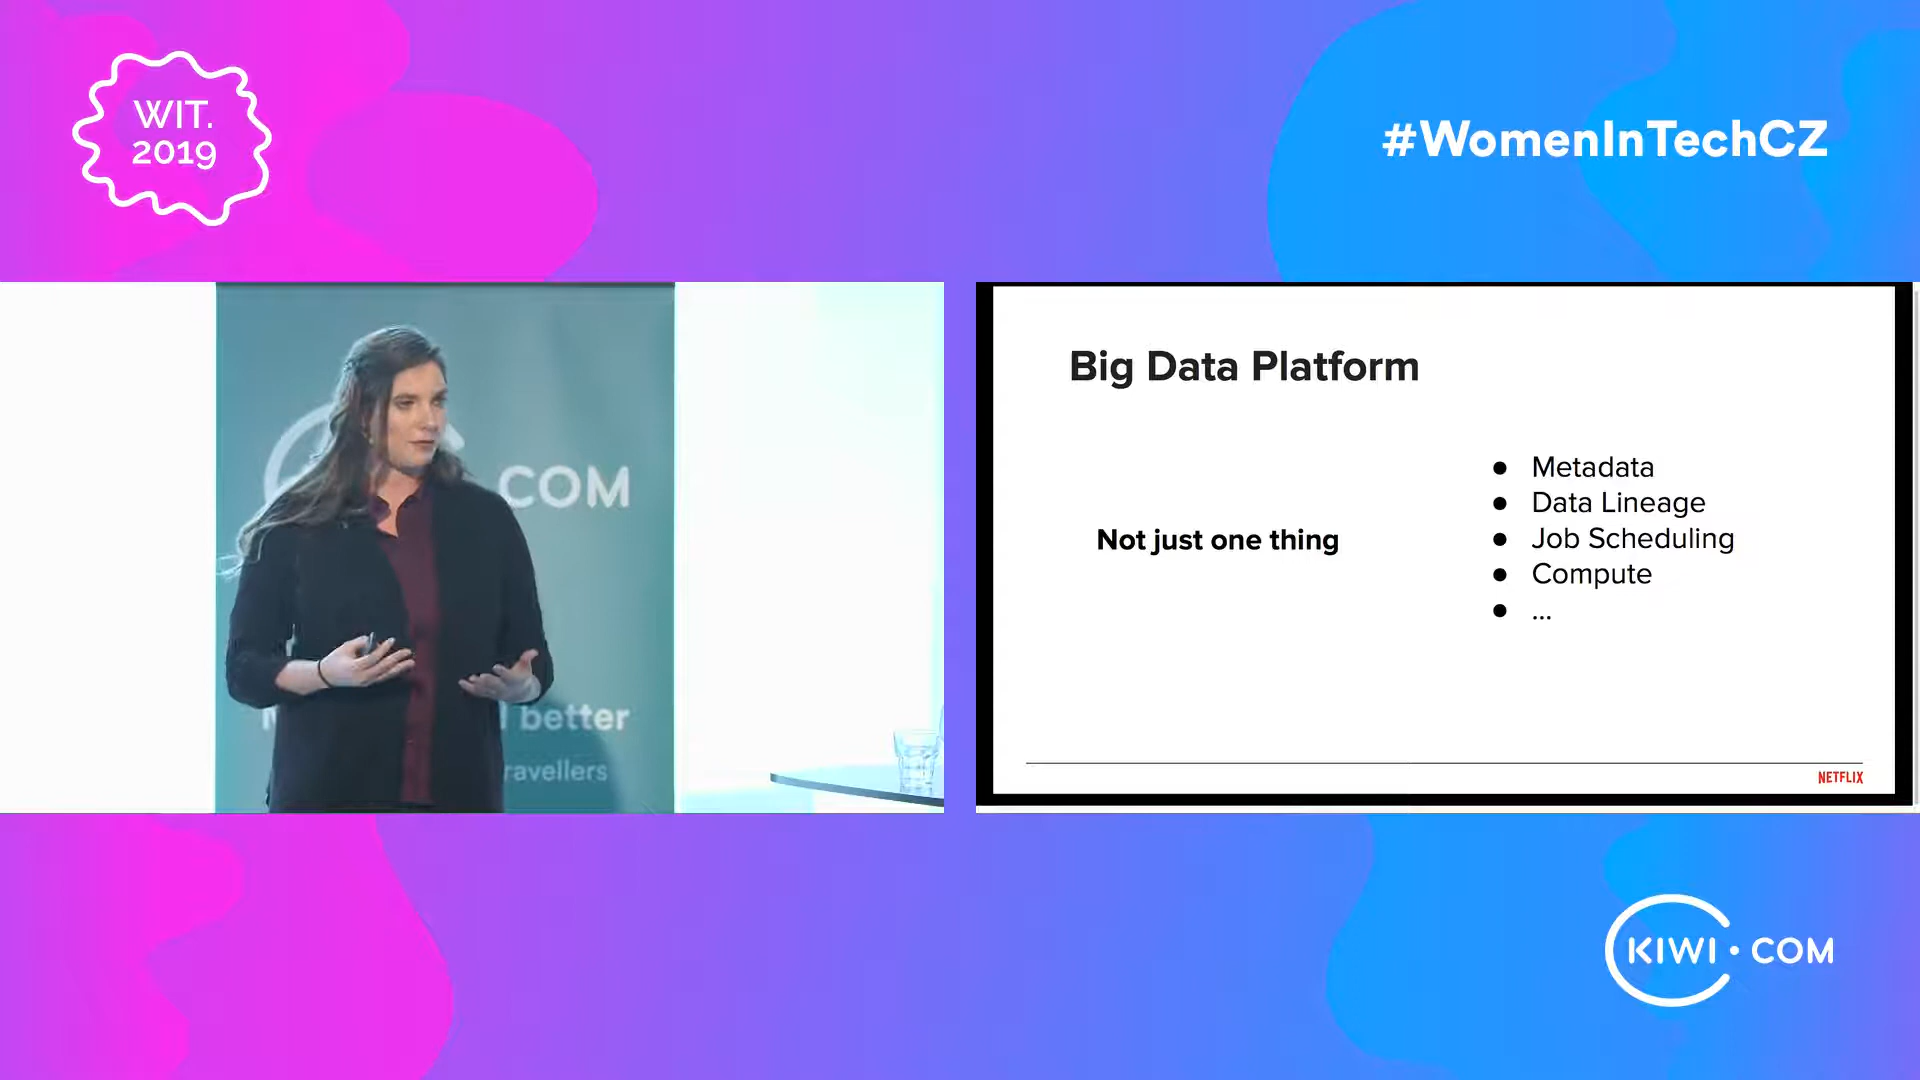 WIT.
2019
#WomenInTechCZ
.COM
better
ravellers
Big Data Platform
Not just one thing
● Metadata
● Data Lineage
● Job Scheduling
● Compute
● ...
NETFLIX
KIWI.COM